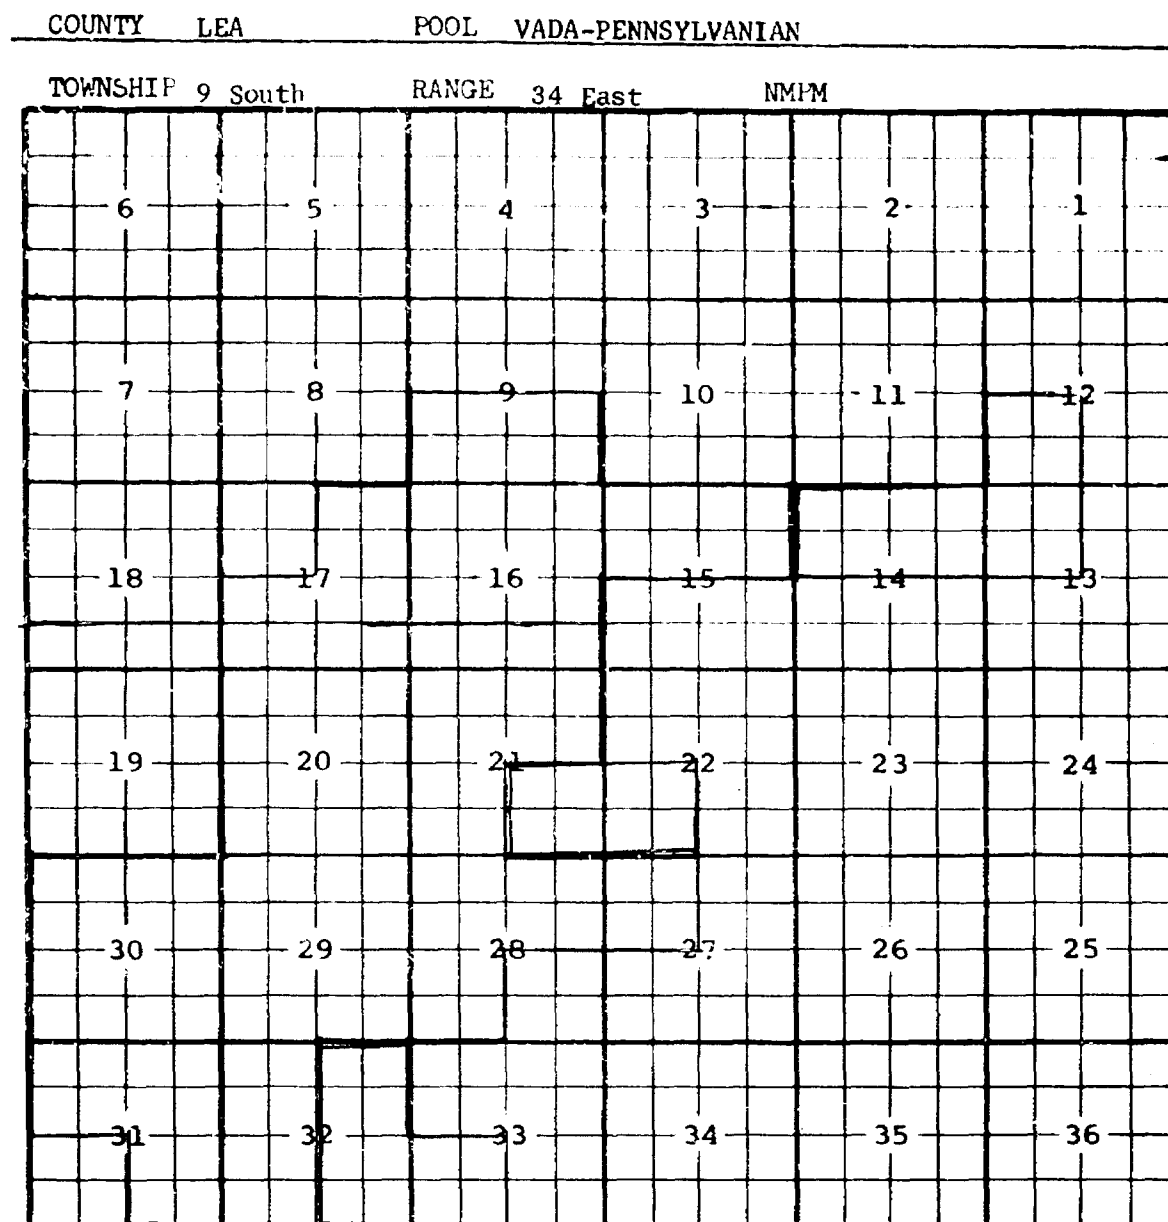 COUNTY LEA POOL VADA-PENNSYLVANIAN
TOWNSHIP 9 South RANGE 34 East NMPM
6 5 4 3 2 1
7 8 9 10 11 12
18 17 16 15 14 13
19 20 21 22 23 24
30 29 28 27 26 25
31 32 33 34 35 36